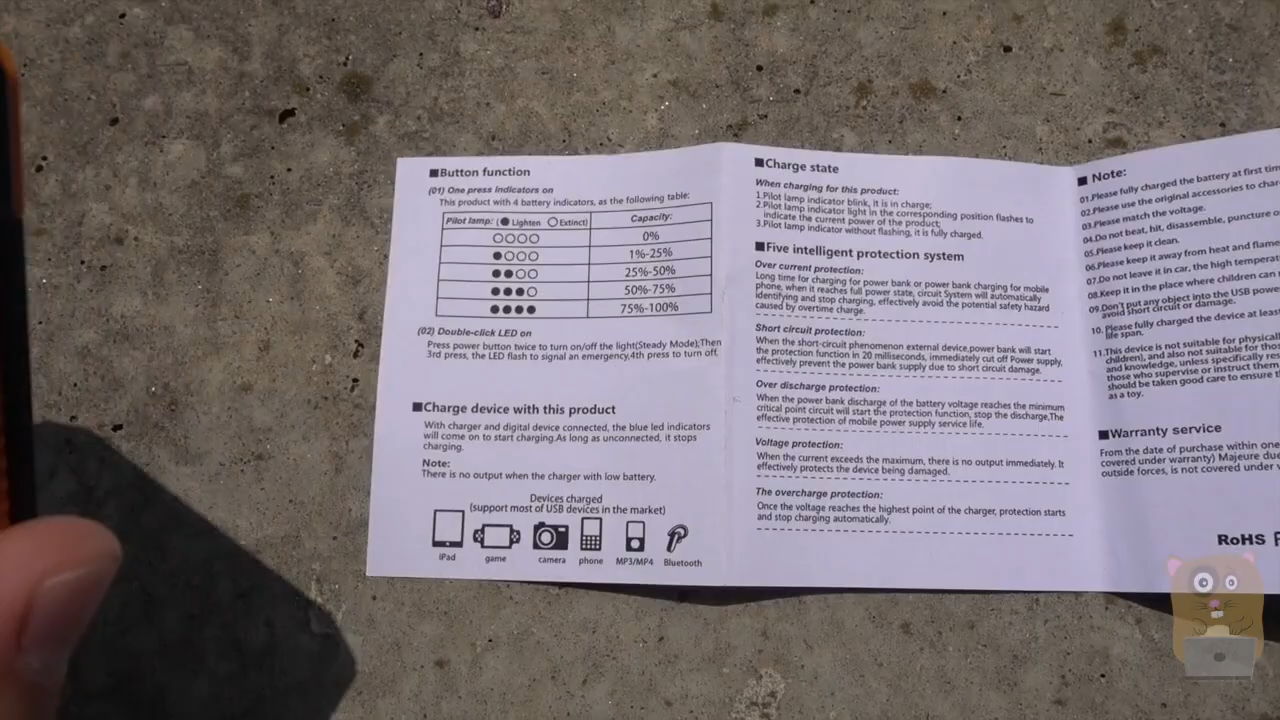 ■Button function
(01) One press indicators on
This product with 4 battery indicators, as the following table:
Pilot lamp: (●Lighten ○Extinct) Capacity:
○○○○ 0%
●○○○ 1%-25%
●●○○ 25%-50%
●●●○ 50%-75%
●●●● 75%-100%
(02) Double-click LED on
Press power button twice to turn on/off the light(Steady Mode);Then
3rd press, the LED flash to signal an emergency,4th press to turn off,
■Charge device with this product
With charger and digital device connected, the blue led indicators
will come on to start charging.As long as unconnected, it stops
charging.
Note:
There is no output when the charger with low battery.
Devices charged
(support most of USB devices in the market)
iPad game camera phone MP3/MP4 Bluetooth
■Charge state
When charging for this product:
1.Pilot lamp indicator blink, it is in charge;
2.Pilot lamp indicator light in the corresponding position flashes to
indicate the current power of the product;
3.Pilot lamp indicator without flashing, it is fully charged.
■Five intelligent protection system
Over current protection:
Long time for charging for power bank or power bank charging for mobile
phone, when it reaches full power state, circuit System will automatically
identifying and stop charging, effectively avoid the potential safety hazard
caused by overtime charge.
Short circuit protection:
When the short-circuit phenomenon external device,power bank will start
the protection function in 20 milliseconds, immediately cut off Power supply,
effectively prevent the power bank supply due to short circuit damage.
Over discharge protection:
When the power bank discharge of the battery voltage reaches the minimum
critical point circuit will start the protection function, stop the discharge,The
effective protection of mobile power supply service life.
Voltage protection:
When the current exceeds the maximum, there is no output immediately. It
effectively protects the device being damaged.
The overcharge protection:
Once the voltage reaches the highest point of the charger, protection starts
and stop charging automatically.
■ Note:
01.Please fully charged the battery at first
02.Please use the original accessories to
03.Please match the voltage.
04.Do not beat, hit, disassemble, puncture
05.Please keep it clean.
06.Please keep it away from heat and
07.Do not leave it in car, the high
08.Keep it in the place where children can
09.Don't put any object into the USB
avoid short circuit or damage.
10. Please fully charged the device at
life span.
11.This device is not suitable for
(children), and also not suitable for
and knowledge, unless specifically
those who supervise or instruct
should be taken good care to ensure
as a toy.
■Warranty service
From the date of purchase within one
covered under warranty) Majeure
outside forces, is not covered under
RoHS